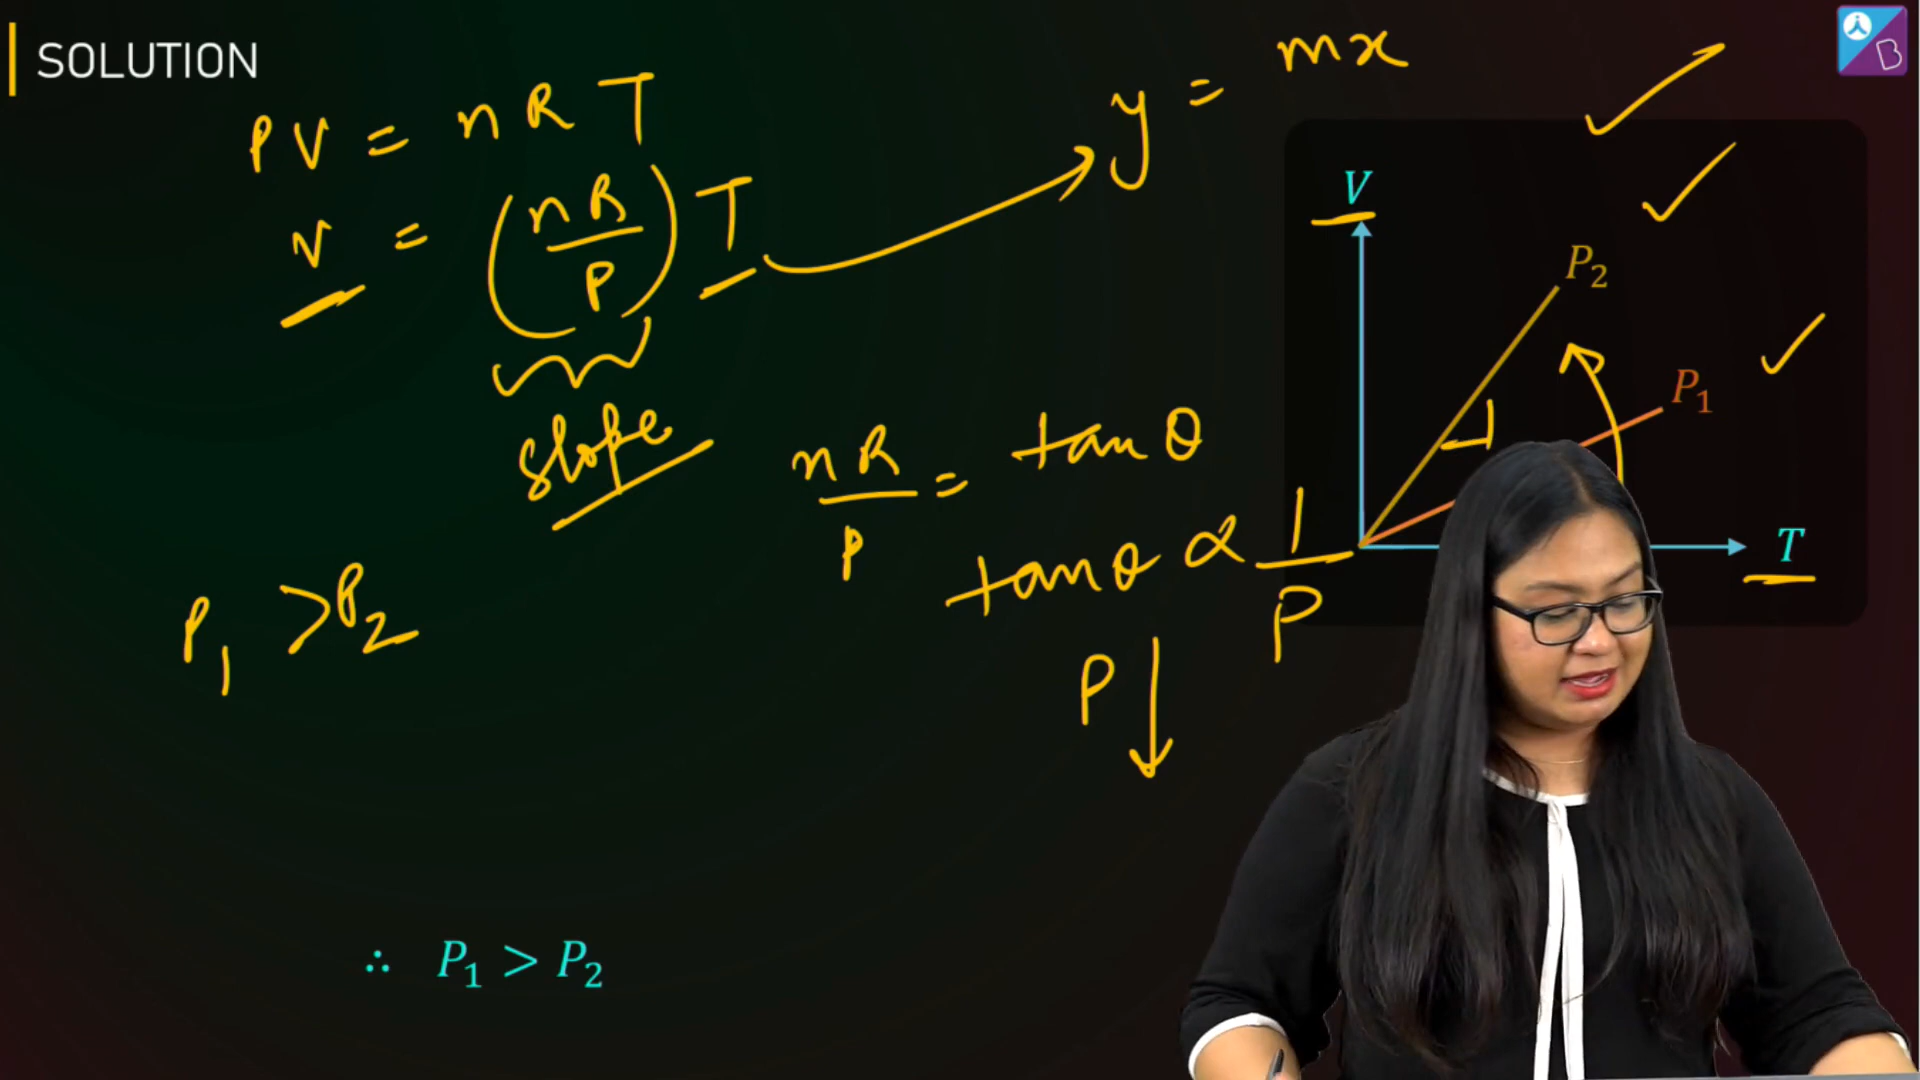 SOLUTION
PV = nRT
V = (nR/P) T
y = mx
slope
nR/P = tan θ
tan θ ∝ 1/P
P ↓
P₁ > P₂
∴ P₁ > P₂
V
P₂
P₁
T
B